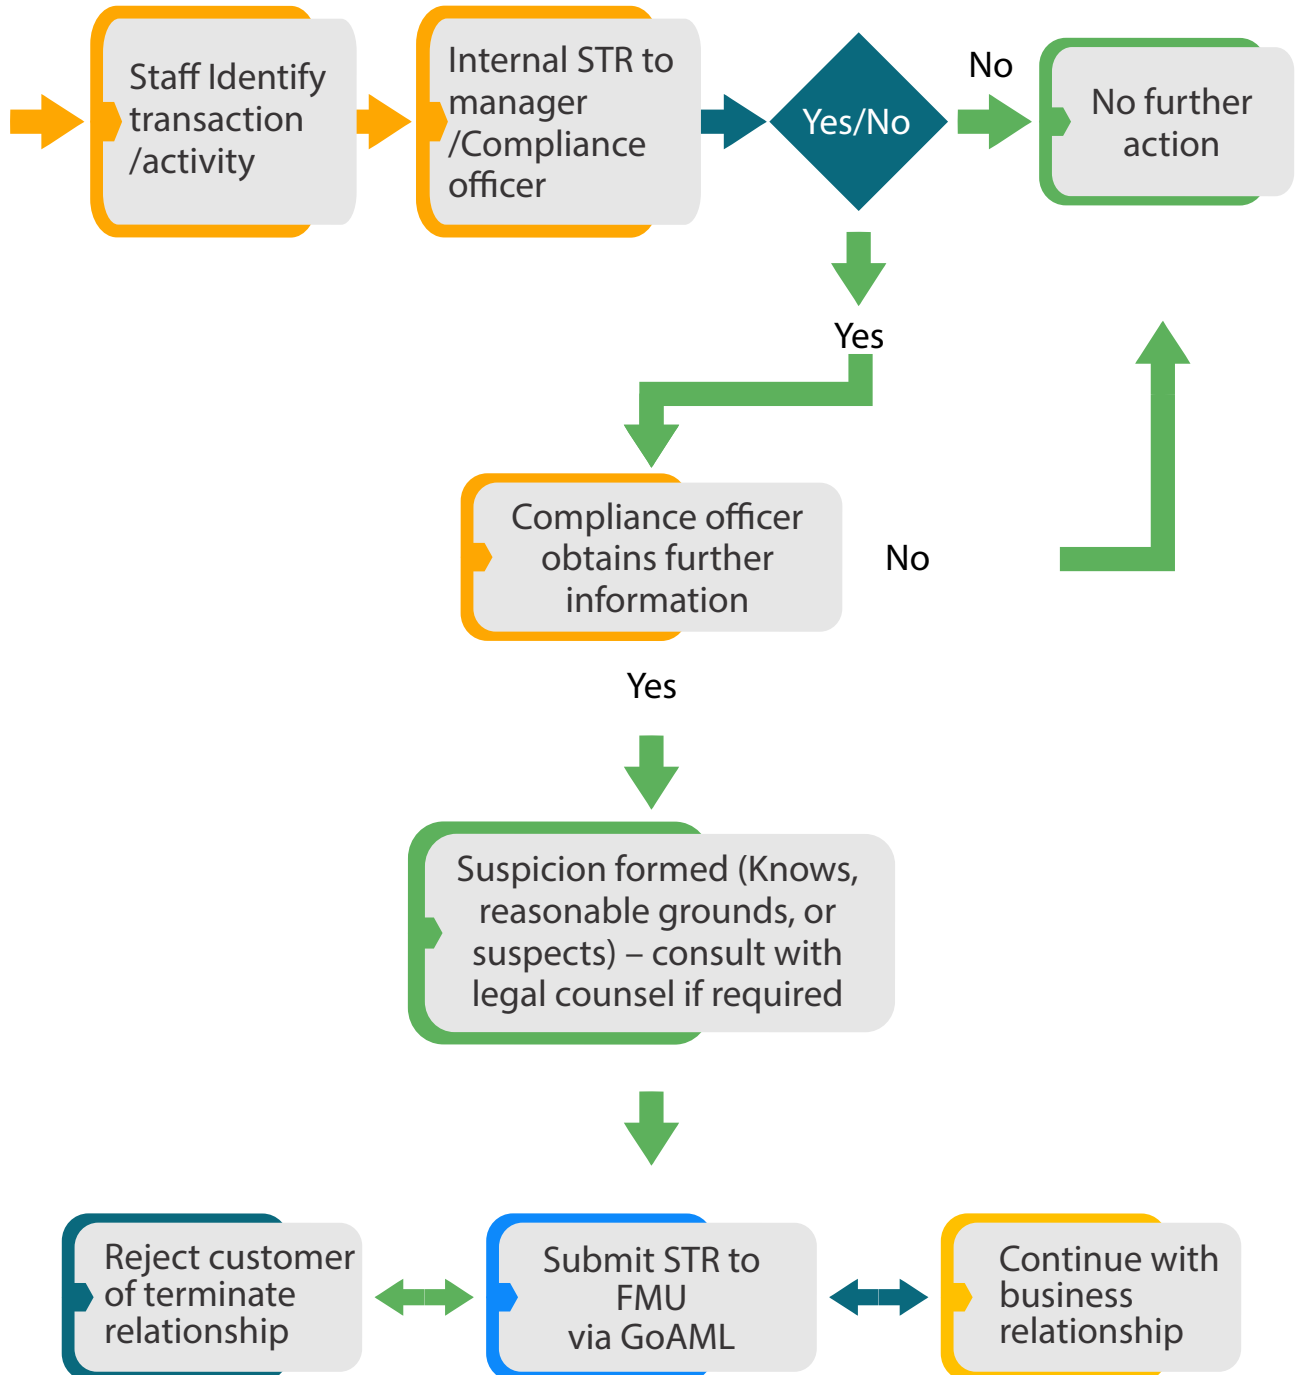 Staff Identify
transaction
/activity
Internal STR to
manager
/Compliance
officer
Yes/No
No
No further
action
Yes
Compliance officer
obtains further
information
No
Yes
Suspicion formed (Knows,
reasonable grounds, or
suspects) – consult with
legal counsel if required
Reject customer
of terminate
relationship
Submit STR to
FMU
via GoAML
Continue with
business
relationship